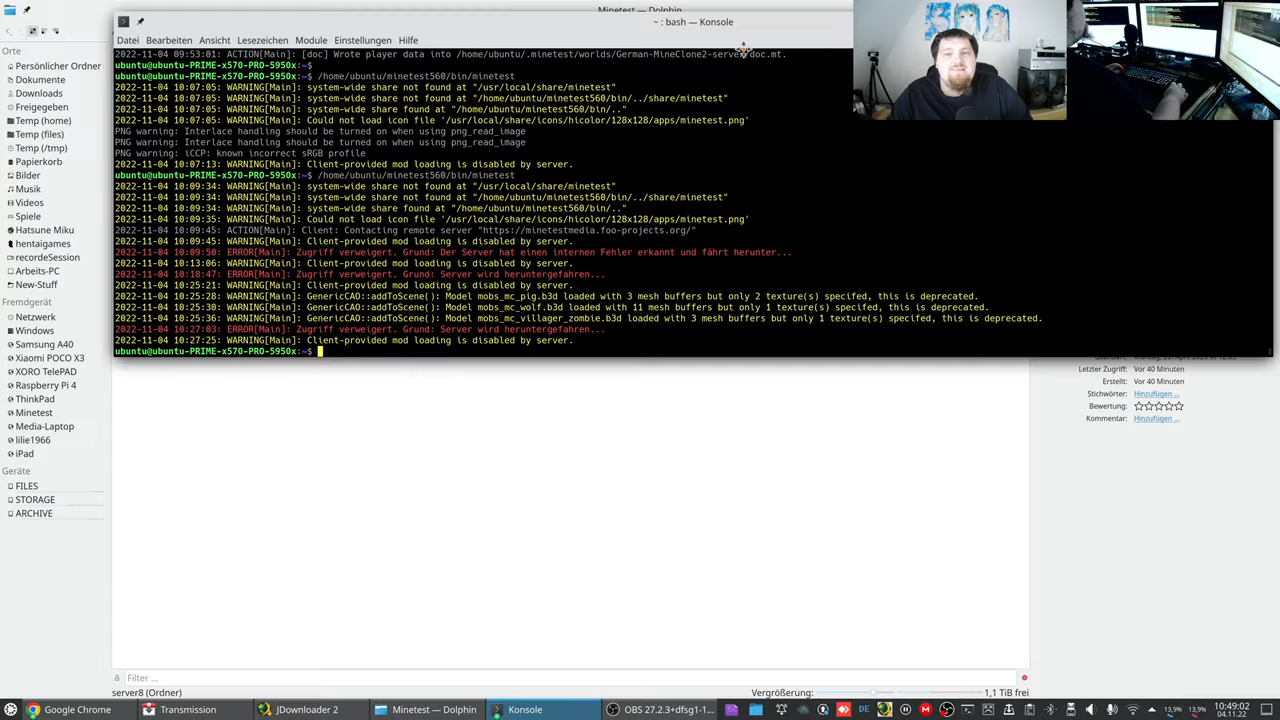 Minetest — Dolphin
~ : bash — Konsole
Datei Bearbeiten Ansicht Lesezeichen Module Einstellungen Hilfe
2022-11-04 09:53:01: ACTION[Main]: [doc] Wrote player data into /home/ubuntu/.minetest/worlds/German-MineClone2-server/doc.mt.
ubuntu@ubuntu-PRIME-x570-PRO-5950x:~$
ubuntu@ubuntu-PRIME-x570-PRO-5950x:~$ /home/ubuntu/minetest560/bin/minetest
2022-11-04 10:07:05: WARNING[Main]: system-wide share not found at "/usr/local/share/minetest"
2022-11-04 10:07:05: WARNING[Main]: system-wide share not found at "/home/ubuntu/minetest560/bin/../share/minetest"
2022-11-04 10:07:05: WARNING[Main]: system-wide share found at "/home/ubuntu/minetest560/bin/.."
2022-11-04 10:07:05: WARNING[Main]: Could not load icon file '/usr/local/share/icons/hicolor/128x128/apps/minetest.png'
PNG warning: Interlace handling should be turned on when using png_read_image
PNG warning: Interlace handling should be turned on when using png_read_image
PNG warning: iCCP: known incorrect sRGB profile
2022-11-04 10:07:13: WARNING[Main]: Client-provided mod loading is disabled by server.
ubuntu@ubuntu-PRIME-x570-PRO-5950x:~$ /home/ubuntu/minetest560/bin/minetest
2022-11-04 10:09:34: WARNING[Main]: system-wide share not found at "/usr/local/share/minetest"
2022-11-04 10:09:34: WARNING[Main]: system-wide share not found at "/home/ubuntu/minetest560/bin/../share/minetest"
2022-11-04 10:09:34: WARNING[Main]: system-wide share found at "/home/ubuntu/minetest560/bin/.."
2022-11-04 10:09:35: WARNING[Main]: Could not load icon file '/usr/local/share/icons/hicolor/128x128/apps/minetest.png'
2022-11-04 10:09:45: ACTION[Main]: Client: Contacting remote server "https://minetestmedia.foo-projects.org/"
2022-11-04 10:09:45: WARNING[Main]: Client-provided mod loading is disabled by server.
2022-11-04 10:09:50: ERROR[Main]: Zugriff verweigert. Grund: Der Server hat einen internen Fehler erkannt und fährt herunter...
2022-11-04 10:13:06: WARNING[Main]: Client-provided mod loading is disabled by server.
2022-11-04 10:18:47: ERROR[Main]: Zugriff verweigert. Grund: Server wird heruntergefahren...
2022-11-04 10:25:21: WARNING[Main]: Client-provided mod loading is disabled by server.
2022-11-04 10:25:28: WARNING[Main]: GenericCAO::addToScene(): Model mobs_mc_pig.b3d loaded with 3 mesh buffers but only 2 texture(s) specifed, this is deprecated.
2022-11-04 10:25:30: WARNING[Main]: GenericCAO::addToScene(): Model mobs_mc_wolf.b3d loaded with 11 mesh buffers but only 1 texture(s) specifed, this is deprecated.
2022-11-04 10:25:36: WARNING[Main]: GenericCAO::addToScene(): Model mobs_mc_villager_zombie.b3d loaded with 3 mesh buffers but only 1 texture(s) specifed, this is deprecated.
2022-11-04 10:27:03: ERROR[Main]: Zugriff verweigert. Grund: Server wird heruntergefahren...
2022-11-04 10:27:25: WARNING[Main]: Client-provided mod loading is disabled by server.
ubuntu@ubuntu-PRIME-x570-PRO-5950x:~$
Orte
Persönlicher Ordner
Dokumente
Downloads
Freigegeben
Temp (home)
Temp (files)
Temp (/tmp)
Papierkorb
Bilder
Musik
Videos
Spiele
Hatsune Miku
hentaigames
recordeSession
Arbeits-PC
New-Stuff
Fremdgerät
Netzwerk
Windows
Samsung A40
Xiaomi POCO X3
XORO TelePAD
Raspberry Pi 4
ThinkPad
Minetest
Media-Laptop
lilie1966
iPad
Geräte
FILES
STORAGE
ARCHIVE
Letzter Zugriff: Vor 40 Minuten
Erstellt: Vor 40 Minuten
Stichwörter: Hinzufügen ...
Bewertung:
Kommentar: Hinzufügen ...
Filter ...
server8 (Ordner)
Vergrößerung:
1,1 TiB frei
Google Chrome
Transmission
JDownloader 2
Minetest — Dolphin
Konsole
OBS 27.2.3+dfsg1-1...
DE
13,9%
13,9%
10:49:02
04.11.22